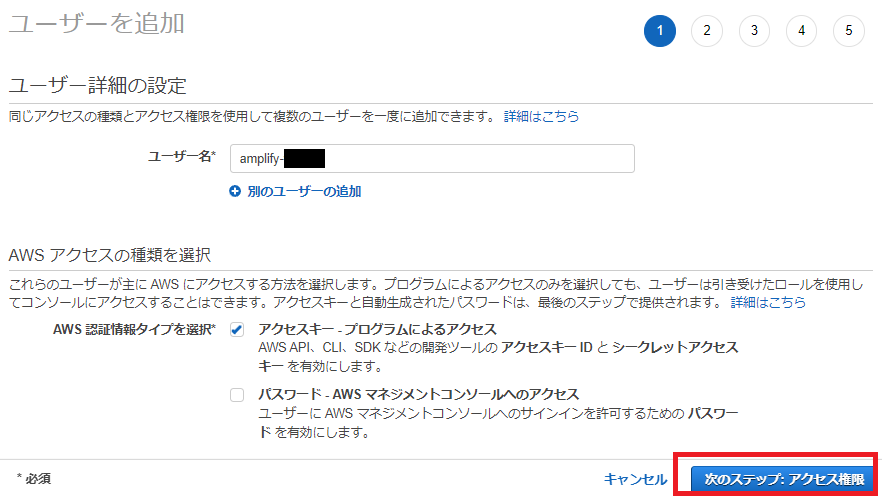 ユーザーを追加
1 2 3 4 5
ユーザー詳細の設定
同じアクセスの種類とアクセス権限を使用して複数のユーザーを一度に追加できます。 詳細はこちら
ユーザー名*
amplify-
別のユーザーの追加
AWS アクセスの種類を選択
これらのユーザーが主に AWS にアクセスする方法を選択します。プログラムによるアクセスのみを選択しても、ユーザーは引き受けたロールを使用し
てコンソールにアクセスすることはできます。アクセスキーと自動生成されたパスワードは、最後のステップで提供されます。 詳細はこちら
AWS 認証情報タイプを選択* アクセスキー - プログラムによるアクセス
AWS API、CLI、SDK などの開発ツールの アクセスキー ID と シークレットアクセス
キー を有効にします。
パスワード - AWS マネジメントコンソールへのアクセス
ユーザーに AWS マネジメントコンソールへのサインインを許可するための パスワー
ド を有効にします。
* 必須
キャンセル
次のステップ: アクセス権限